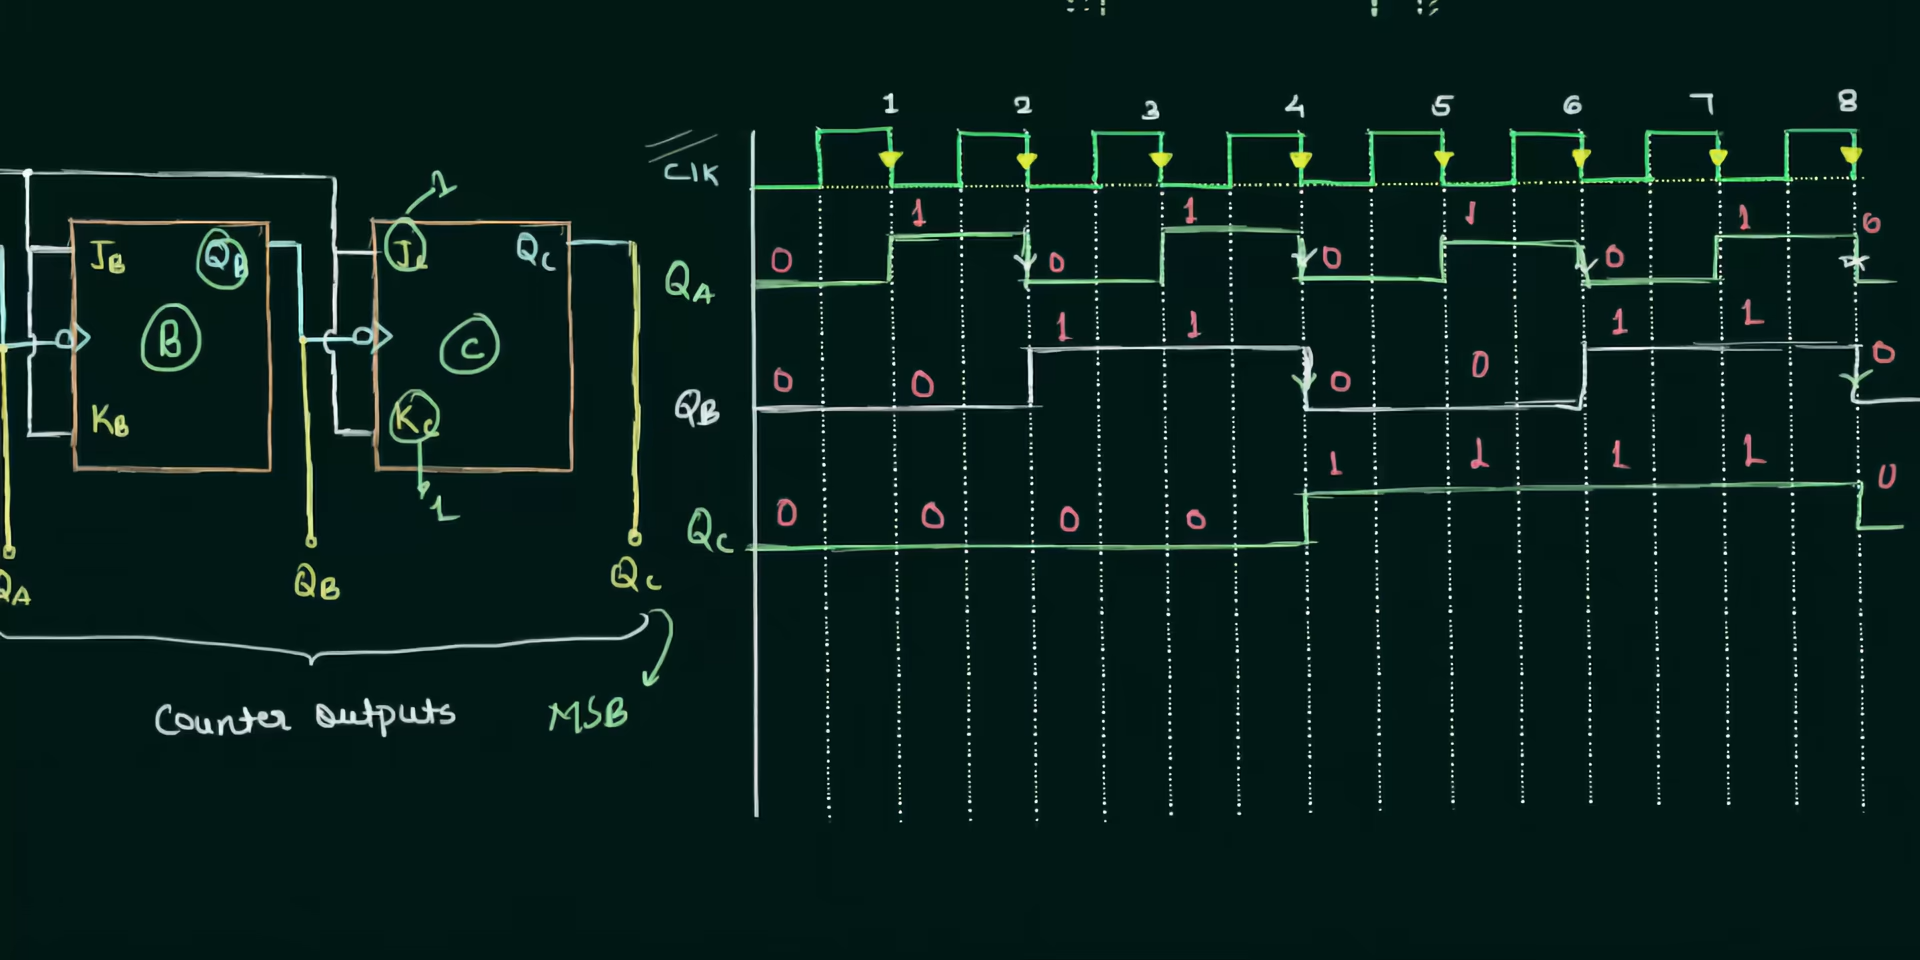 1 2 3 4 5 6 7 8
CLK
1
JB QB
JC QC
1 1 1 1 0
QA 0 0 0 0
B
C
1 1 1 1
QB 0 0 0 0 0
KB
KC
1
1 1 1 1
QC 0 0 0 0 0
QA QB QC
Counter outputs
MSB